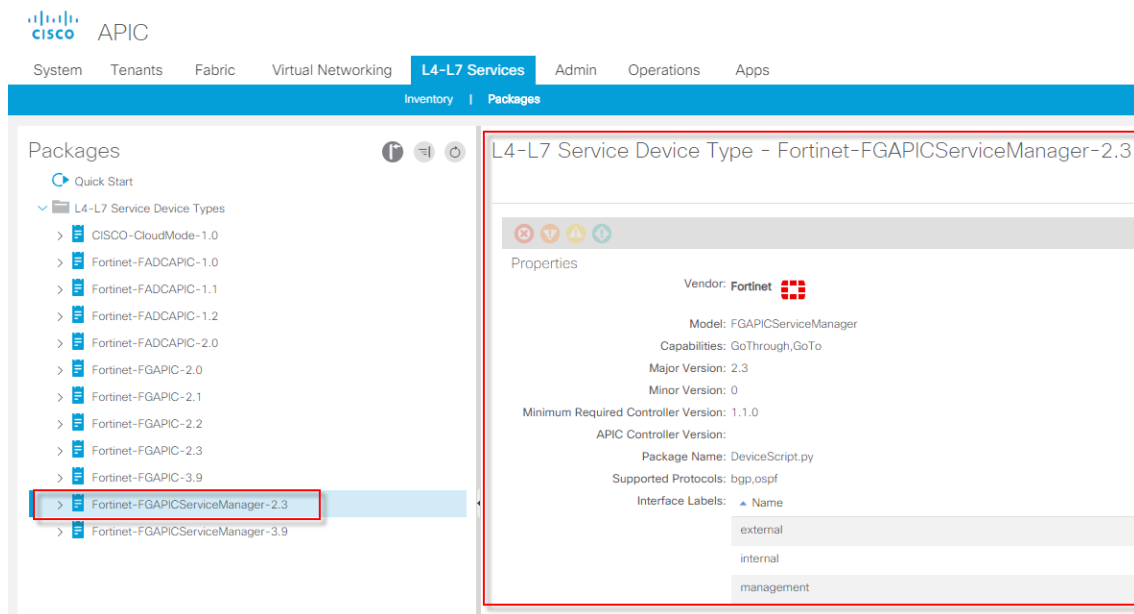 CISCO APIC
System Tenants Fabric Virtual Networking L4-L7 Services Admin Operations Apps
Inventory | Packages
Packages
Quick Start
L4-L7 Service Device Types
CISCO-CloudMode-1.0
Fortinet-FADCAPIC-1.0
Fortinet-FADCAPIC-1.1
Fortinet-FADCAPIC-1.2
Fortinet-FADCAPIC-2.0
Fortinet-FGAPIC-2.0
Fortinet-FGAPIC-2.1
Fortinet-FGAPIC-2.2
Fortinet-FGAPIC-2.3
Fortinet-FGAPIC-3.9
Fortinet-FGAPICServiceManager-2.3
Fortinet-FGAPICServiceManager-3.9
L4-L7 Service Device Type - Fortinet-FGAPICServiceManager-2.3
Properties
Vendor: Fortinet
Model: FGAPICServiceManager
Capabilities: GoThrough,GoTo
Major Version: 2.3
Minor Version: 0
Minimum Required Controller Version: 1.1.0
APIC Controller Version:
Package Name: DeviceScript.py
Supported Protocols: bgp,ospf
Interface Labels: Name
external
internal
management